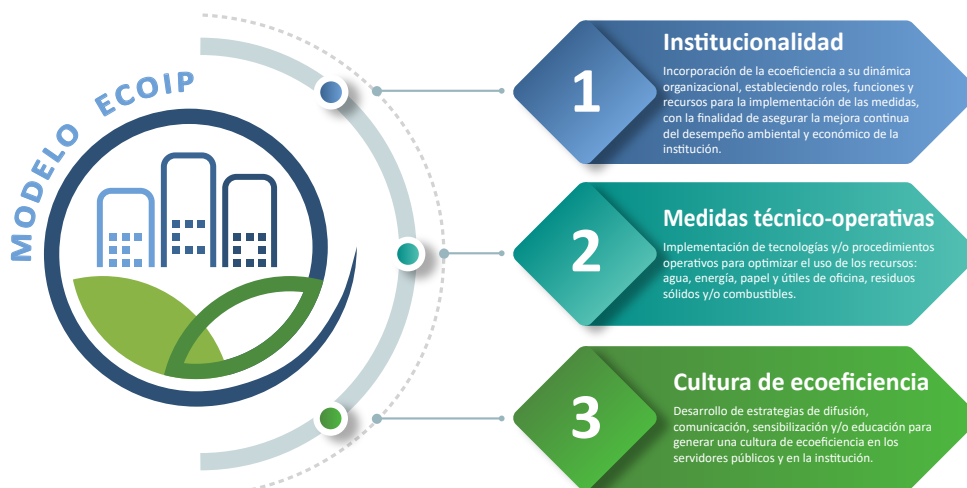 MODELO ECOIP
1
Institucionalidad
Incorporación de la ecoeficiencia a su dinámica
organizacional, estableciendo roles, funciones y
recursos para la implementación de las medidas,
con la finalidad de asegurar la mejora continua
del desempeño ambiental y económico de la
institución.
2
Medidas técnico-operativas
Implementación de tecnologías y/o procedimientos
operativos para optimizar el uso de los recursos:
agua, energía, papel y útiles de oficina, residuos
sólidos y/o combustibles.
3
Cultura de ecoeficiencia
Desarrollo de estrategias de difusión,
comunicación, sensibilización y/o educación para
generar una cultura de ecoeficiencia en los
servidores públicos y en la institución.